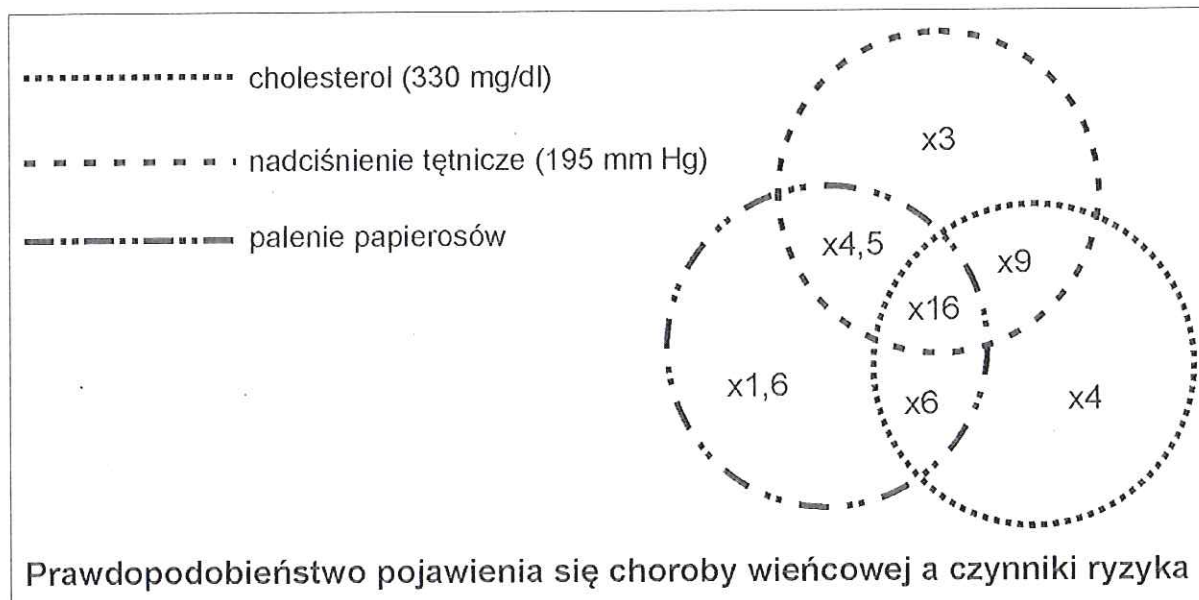 cholesterol (330 mg/dl)
nadciśnienie tętnicze (195 mm Hg)
palenie papierosów
x3
x4,5
x9
x16
x1,6
x6
x4
Prawdopodobieństwo pojawienia się choroby wieńcowej a czynniki ryzyka